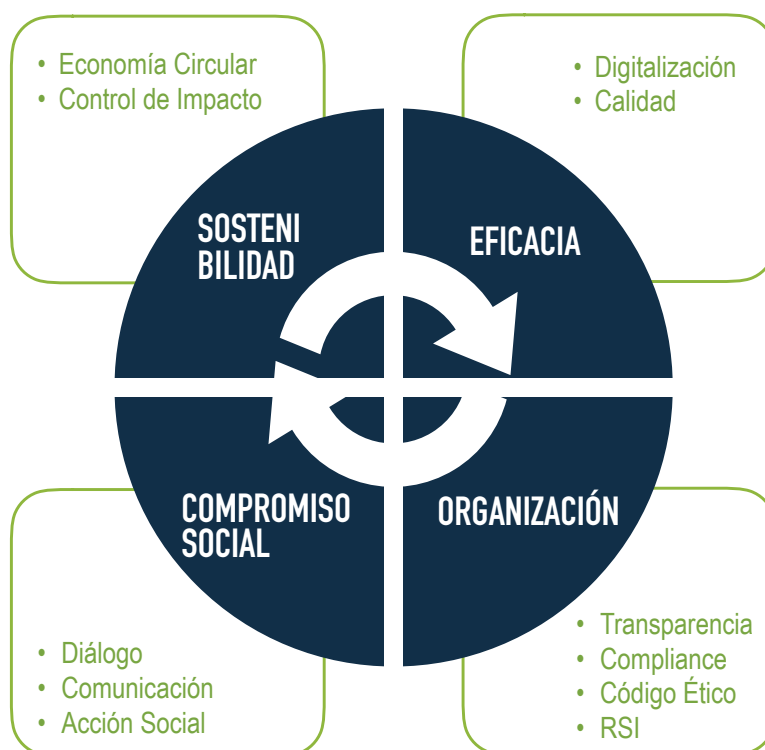 • Economía Circular
• Control de Impacto
• Digitalización
• Calidad
SOSTENI
BILIDAD
EFICACIA
COMPROMISO
SOCIAL
ORGANIZACIÓN
• Diálogo
• Comunicación
• Acción Social
• Transparencia
• Compliance
• Código Ético
• RSI